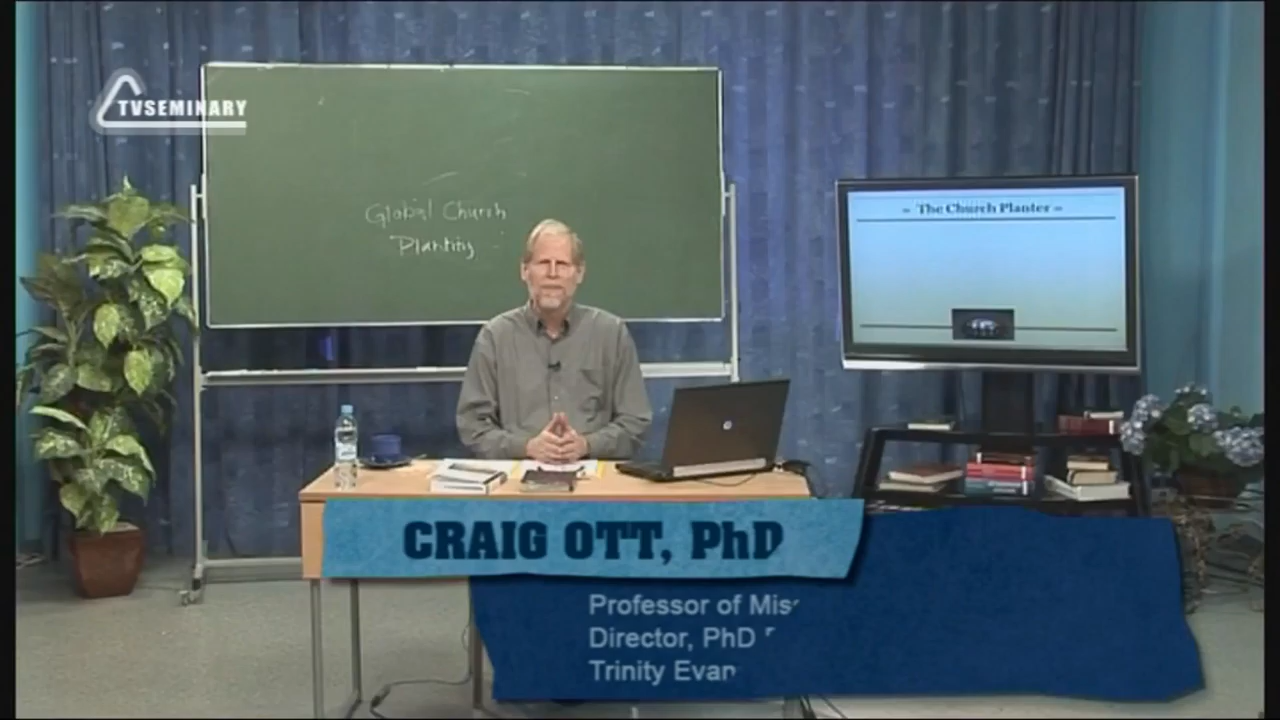 TVSEMINARY
Global Church
Planting
The Church Planter
CRAIG OTT, PhD
Professor of Mis
Director, PhD
Trinity Evan